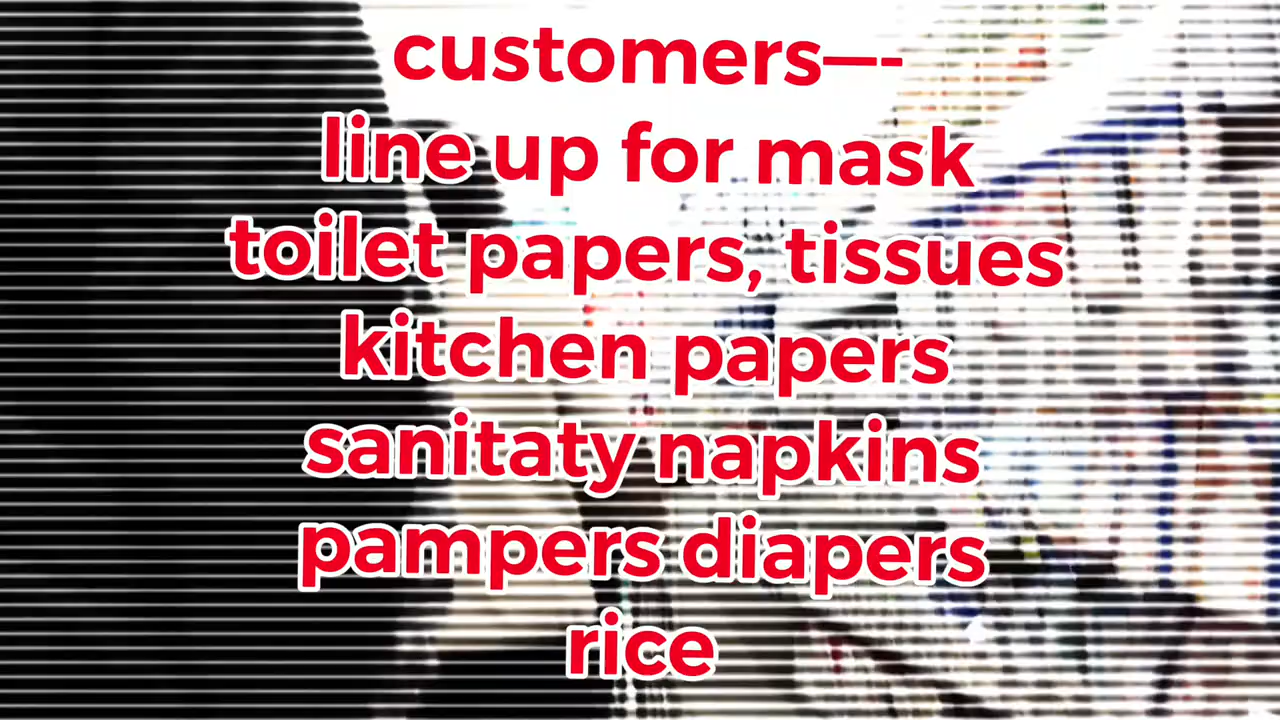 customers—-
line up for mask
toilet papers, tissues
kitchen papers
sanitaty napkins
pampers diapers
rice